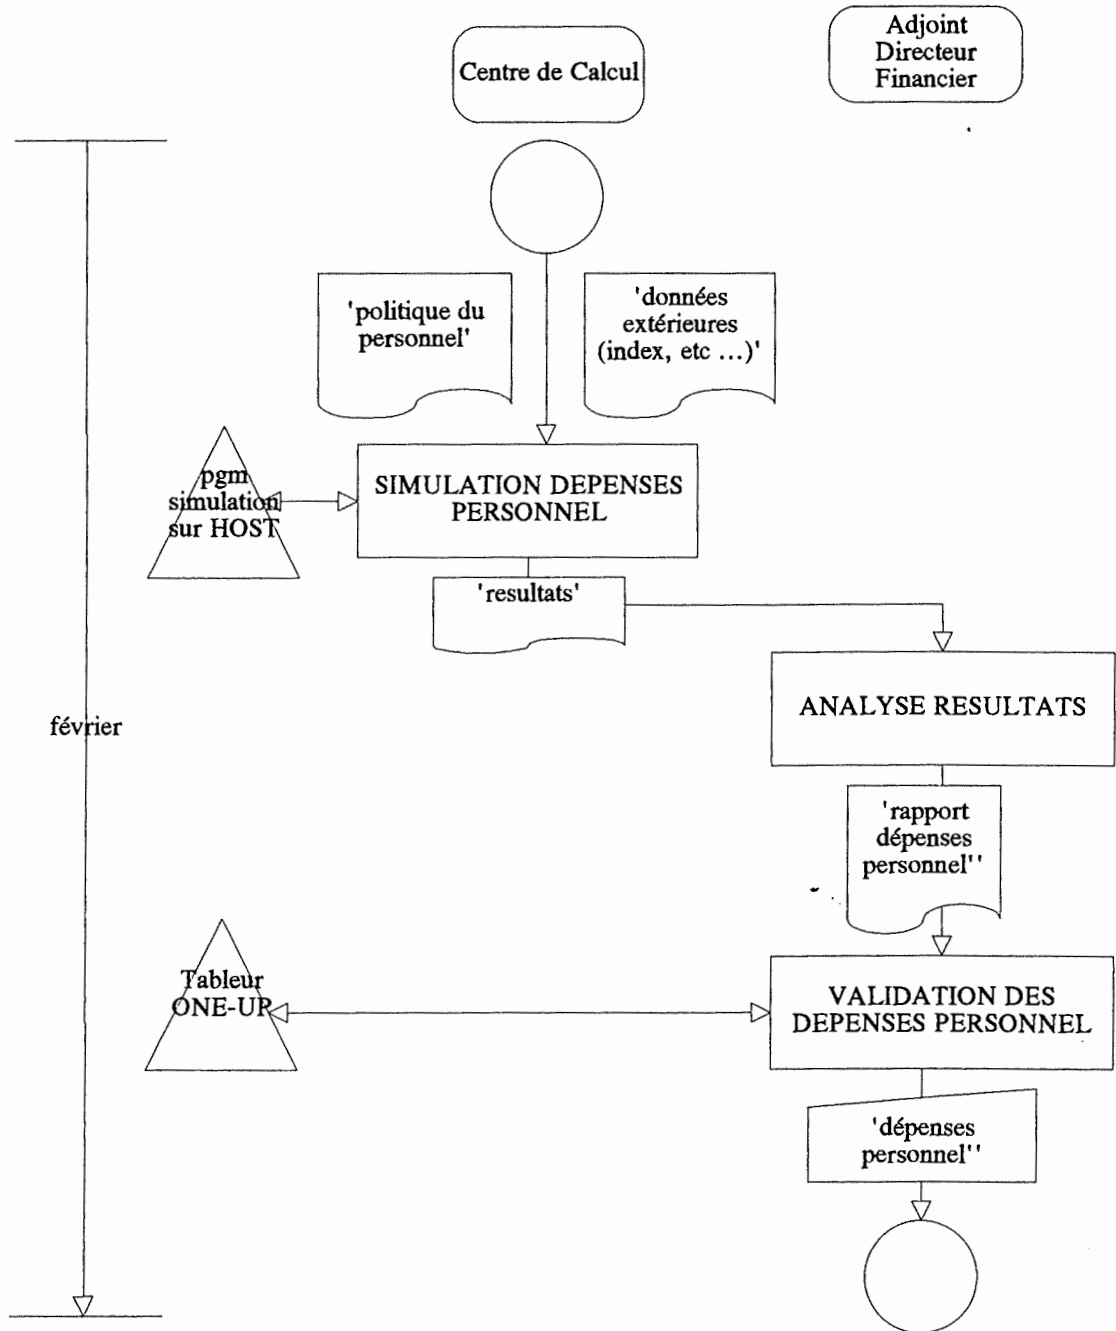 Centre de Calcul
Adjoint
Directeur
Financier
'politique du
personnel'
'données
extérieures
(index, etc ...)'
pgm
simulation
sur HOST
SIMULATION DEPENSES
PERSONNEL
'resultats'
ANALYSE RESULTATS
février
'rapport
dépenses
personnel''
Tableur
ONE-UP
VALIDATION DES
DEPENSES PERSONNEL
'dépenses
personnel''